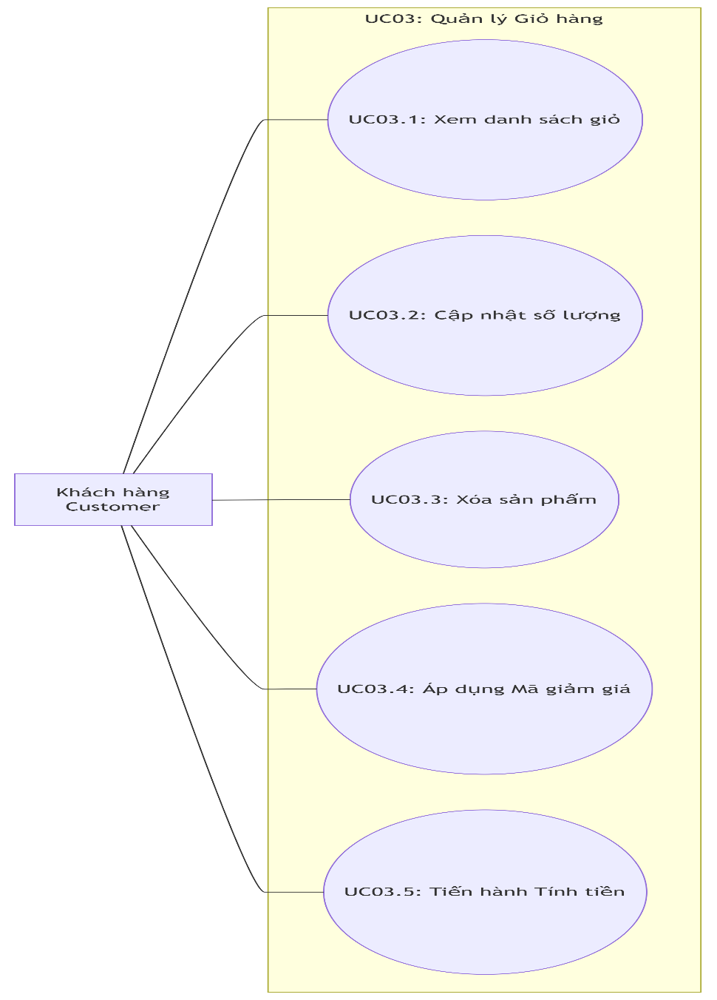 UC03: Quản lý Giỏ hàng
UC03.1: Xem danh sách giỏ
UC03.2: Cập nhật số lượng
Khách hàng
Customer
UC03.3: Xóa sản phẩm
UC03.4: Áp dụng Mã giảm giá
UC03.5: Tiến hành Tính tiền